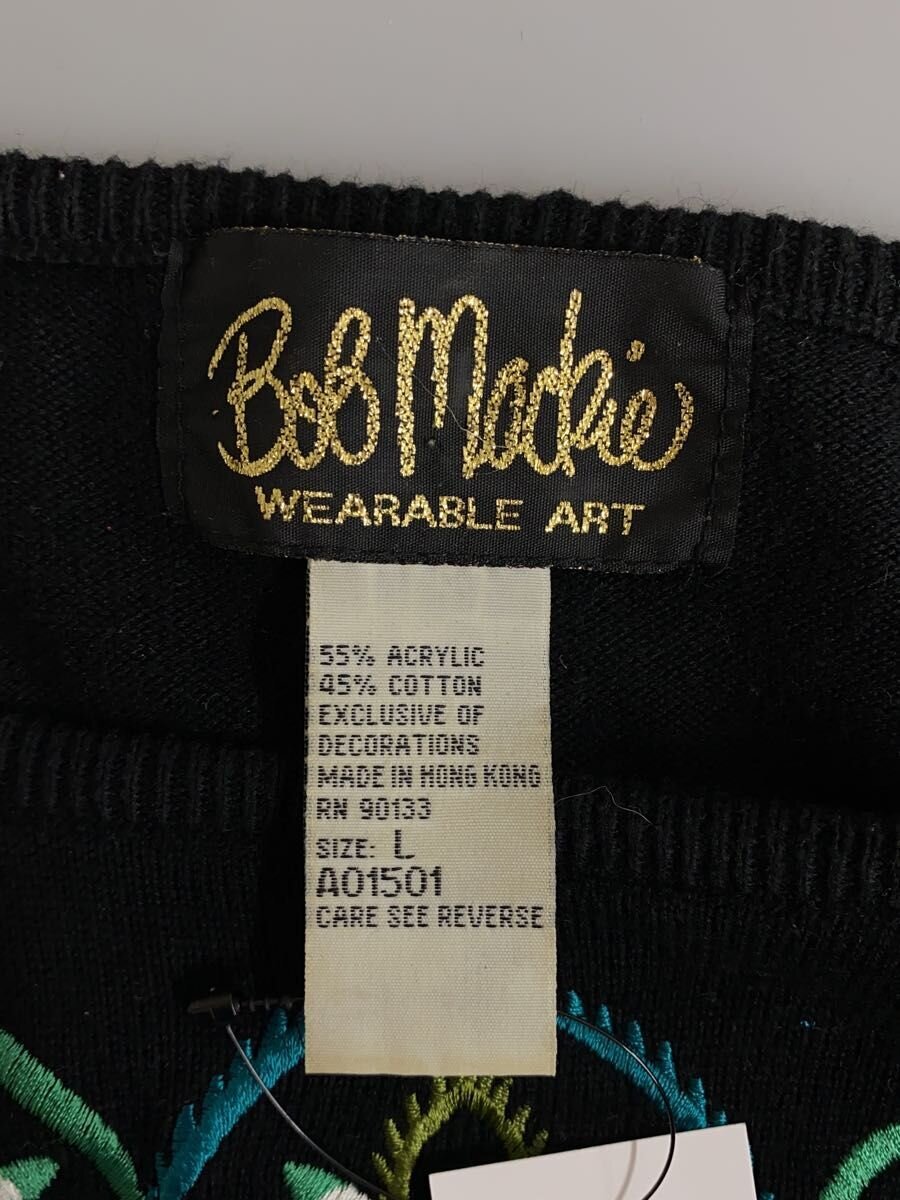 Bob Mackie
WEARABLE ART
55% ACRYLIC
45% COTTON
EXCLUSIVE OF
DECORATIONS
MADE IN HONG KONG
RN 90133
SIZE: L
A01501
CARE SEE REVERSE